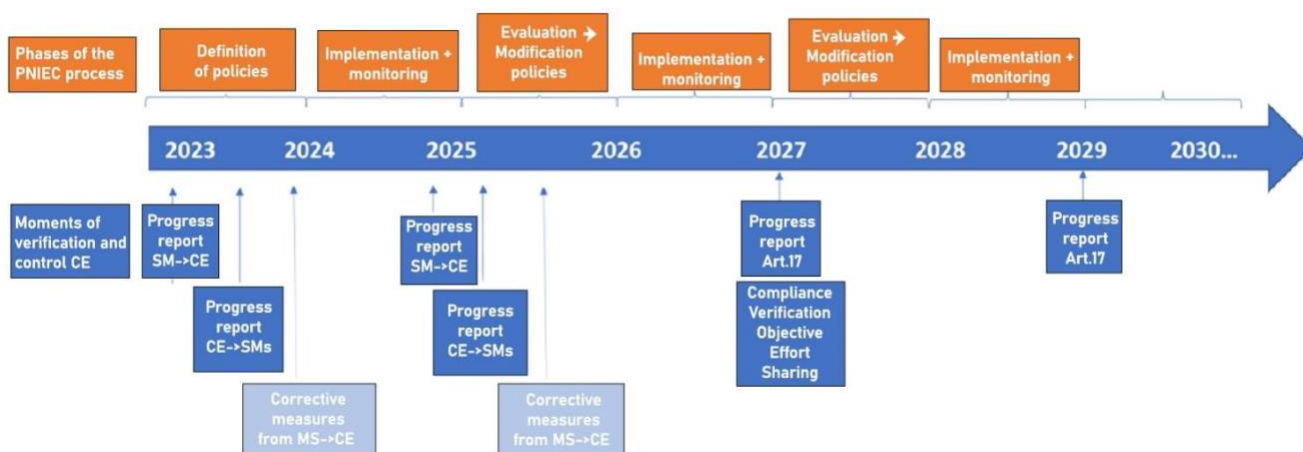 Phases of the
PNIEC process
Definition
of policies
Implementation +
monitoring
Evaluation →
Modification
policies
Implementation +
monitoring
Evaluation →
Modification
policies
Implementation +
monitoring
2023
2024
2025
2026
2027
2028
2029
2030...
Moments of
verification and
control CE
Progress
report
SM->CE
Progress
report
CE->SMs
Corrective
measures
from MS->CE
Progress
report
SM->CE
Progress
report
CE->SMs
Corrective
measures
from MS->CE
Progress
report
Art.17
Compliance
Verification
Objective
Effort
Sharing
Progress
report
Art.17